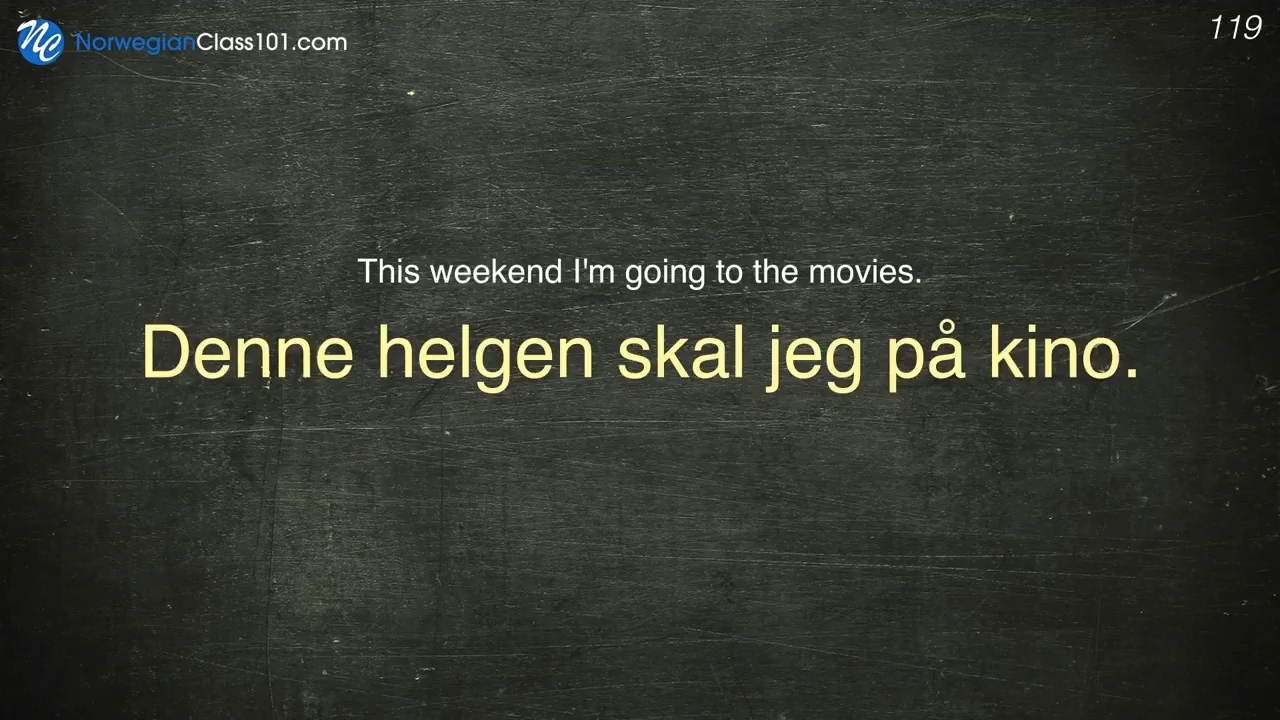 NorwegianClass101.com
119
This weekend I'm going to the movies.
Denne helgen skal jeg på kino.